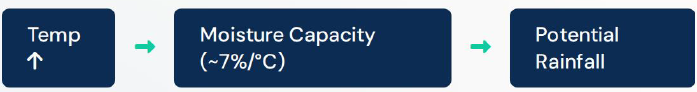 Temp
↑
Moisture Capacity
(~7%/°C)
Potential
Rainfall